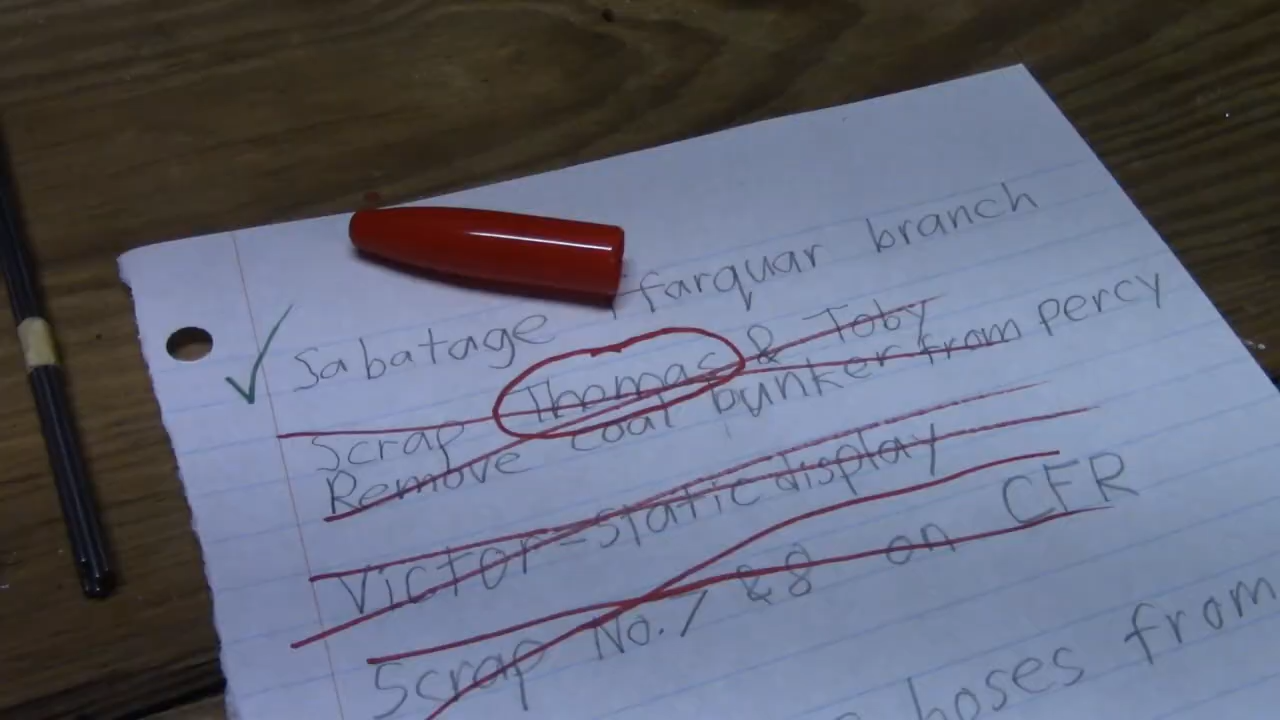 Sabatage farquar branch
Scrap Thomas & Toby
Remove coal bunker from percy
Victor = static display
Scrap No. 7 & 8 on CFR
hoses from